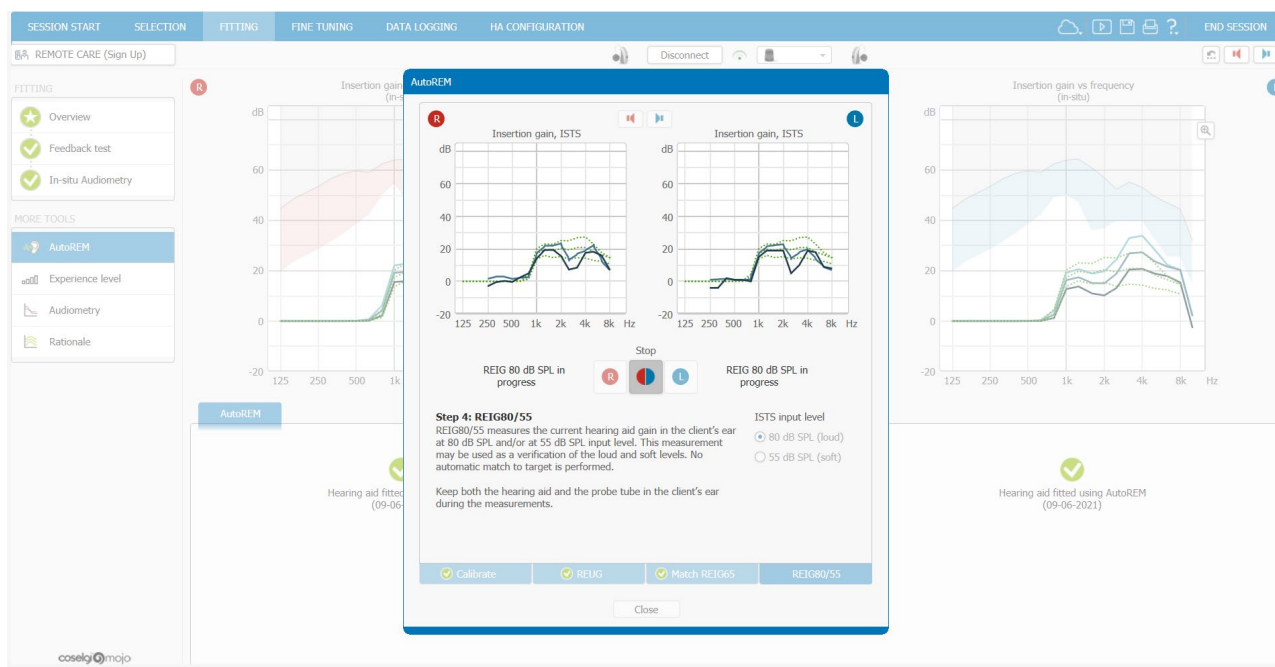 SESSION START SELECTION FITTING FINE TUNING DATA LOGGING HA CONFIGURATION END SESSION
REMOTE CARE (Sign Up) Disconnect
FITTING
Overview
Feedback test
In-situ Audiometry
MORE TOOLS
AutoREM
Experience level
Audiometry
Rationale
R
Insertion gain
(in-s
dB
60
40
20
0
-20
125 250 500 1k
AutoREM
R L
Insertion gain, ISTS Insertion gain, ISTS
dB dB
60 60
40 40
20 20
0 0
-20 -20
125 250 500 1k 2k 4k 8k Hz 125 250 500 1k 2k 4k 8k Hz
Stop
REIG 80 dB SPL in
progress
R L
REIG 80 dB SPL in
progress
Step 4: REIG80/55
REIG80/55 measures the current hearing aid gain in the client's ear
at 80 dB SPL and/or at 55 dB SPL input level. This measurement
may be used as a verification of the loud and soft levels. No
automatic match to target is performed.
Keep both the hearing aid and the probe tube in the client's ear
during the measurements.
ISTS input level
80 dB SPL (loud)
55 dB SPL (soft)
Calibrate REUG Match REIG65 REIG80/55
Close
Insertion gain vs frequency
(in-situ)
dB
60
40
20
0
-20
125 250 500 1k 2k 4k 8k Hz
AutoREM
Hearing aid fitted
(09-06-
Hearing aid fitted using AutoREM
(09-06-2021)
coselgi mojo